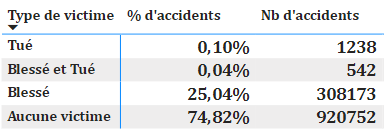 Type de victime % d'accidents Nb d'accidents
Tué 0,10% 1238
Blessé et Tué 0,04% 542
Blessé 25,04% 308173
Aucune victime 74,82% 920752